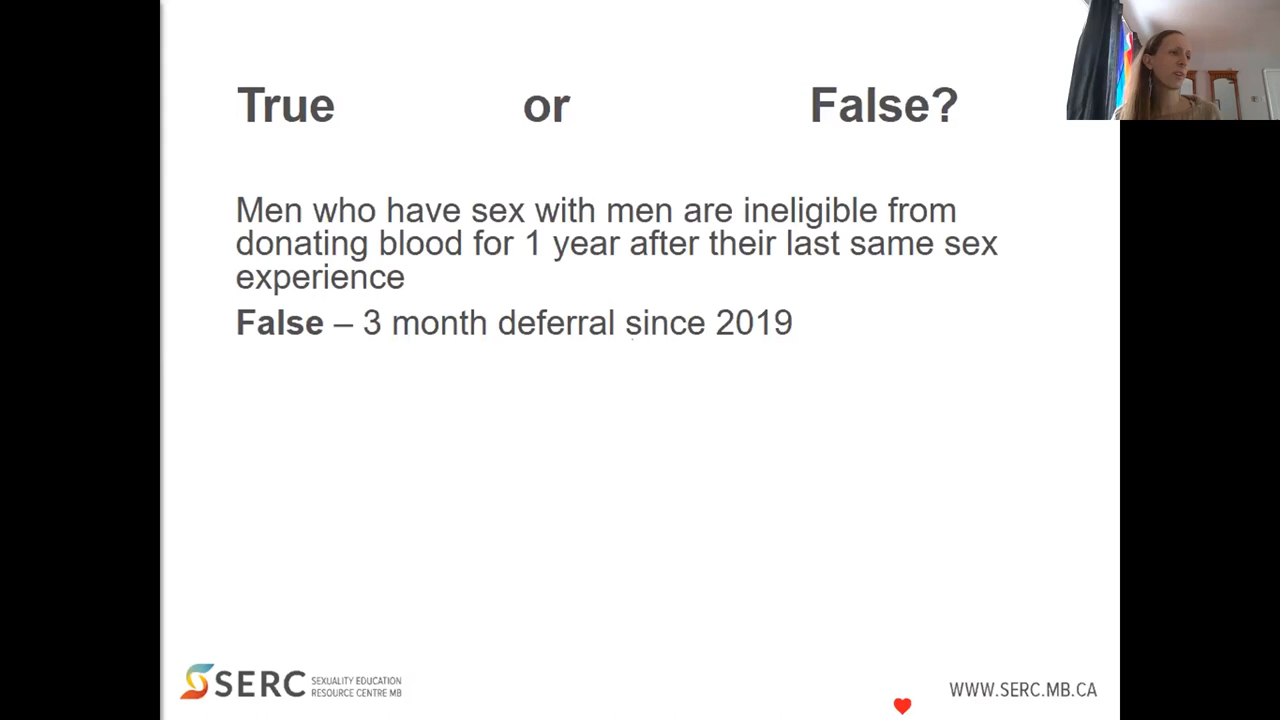 True or False?
Men who have sex with men are ineligible from
donating blood for 1 year after their last same sex
experience
False – 3 month deferral since 2019
SERC SEXUALITY EDUCATION
RESOURCE CENTRE MB
WWW.SERC.MB.CA